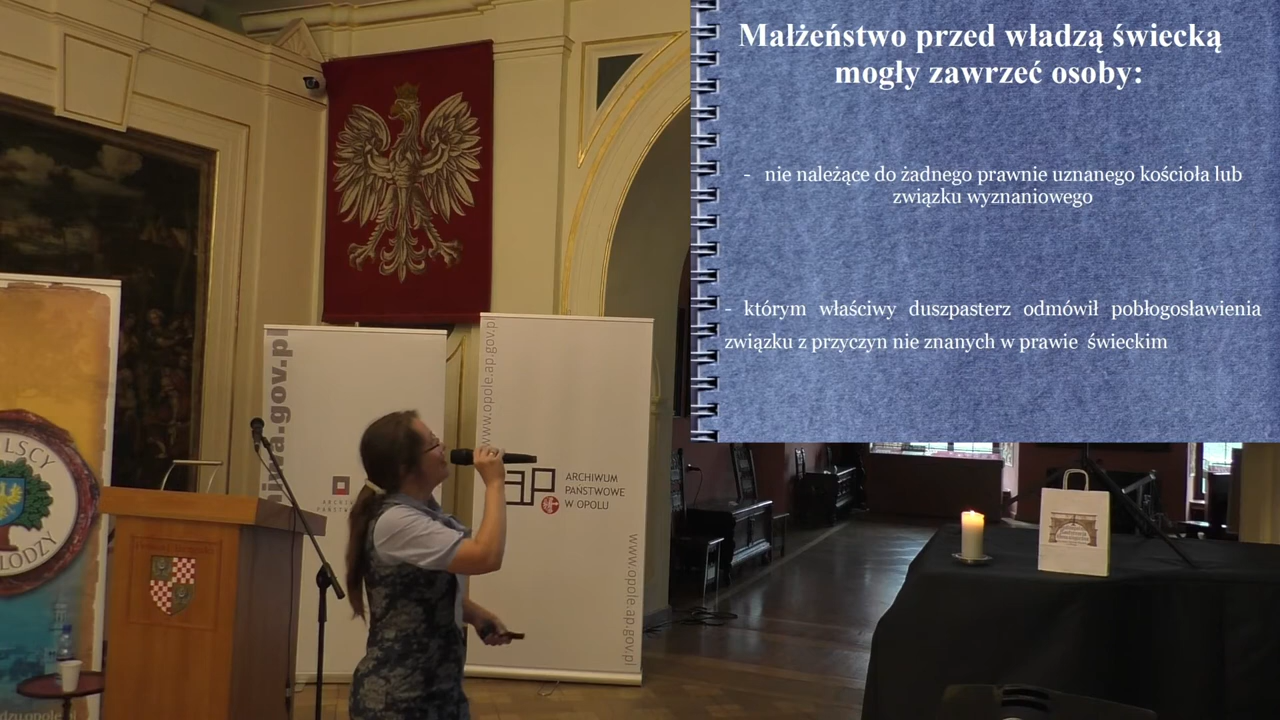 Małżeństwo przed władzą świecką
mogły zawrzeć osoby:
- nie należące do żadnego prawnie uznanego kościoła lub
związku wyznaniowego
- którym właściwy duszpasterz odmówił pobłogosławienia
związku z przyczyn nie znanych w prawie świeckim
www.opole.ap.gov.pl
ap
ARCHIWUM
PAŃSTWOWE
W OPOLU
www.opole.ap.gov.pl